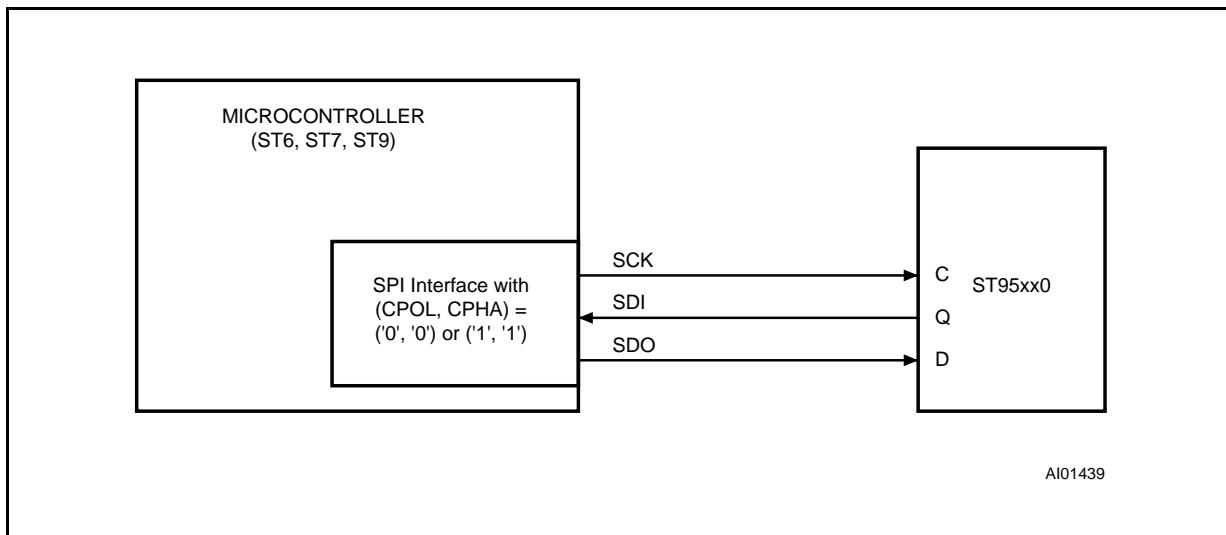 MICROCONTROLLER
(ST6, ST7, ST9)
SPI Interface with
(CPOL, CPHA) =
('0', '0') or ('1', '1')
SCK
SDI
SDO
C
Q
D
ST95xx0
AI01439